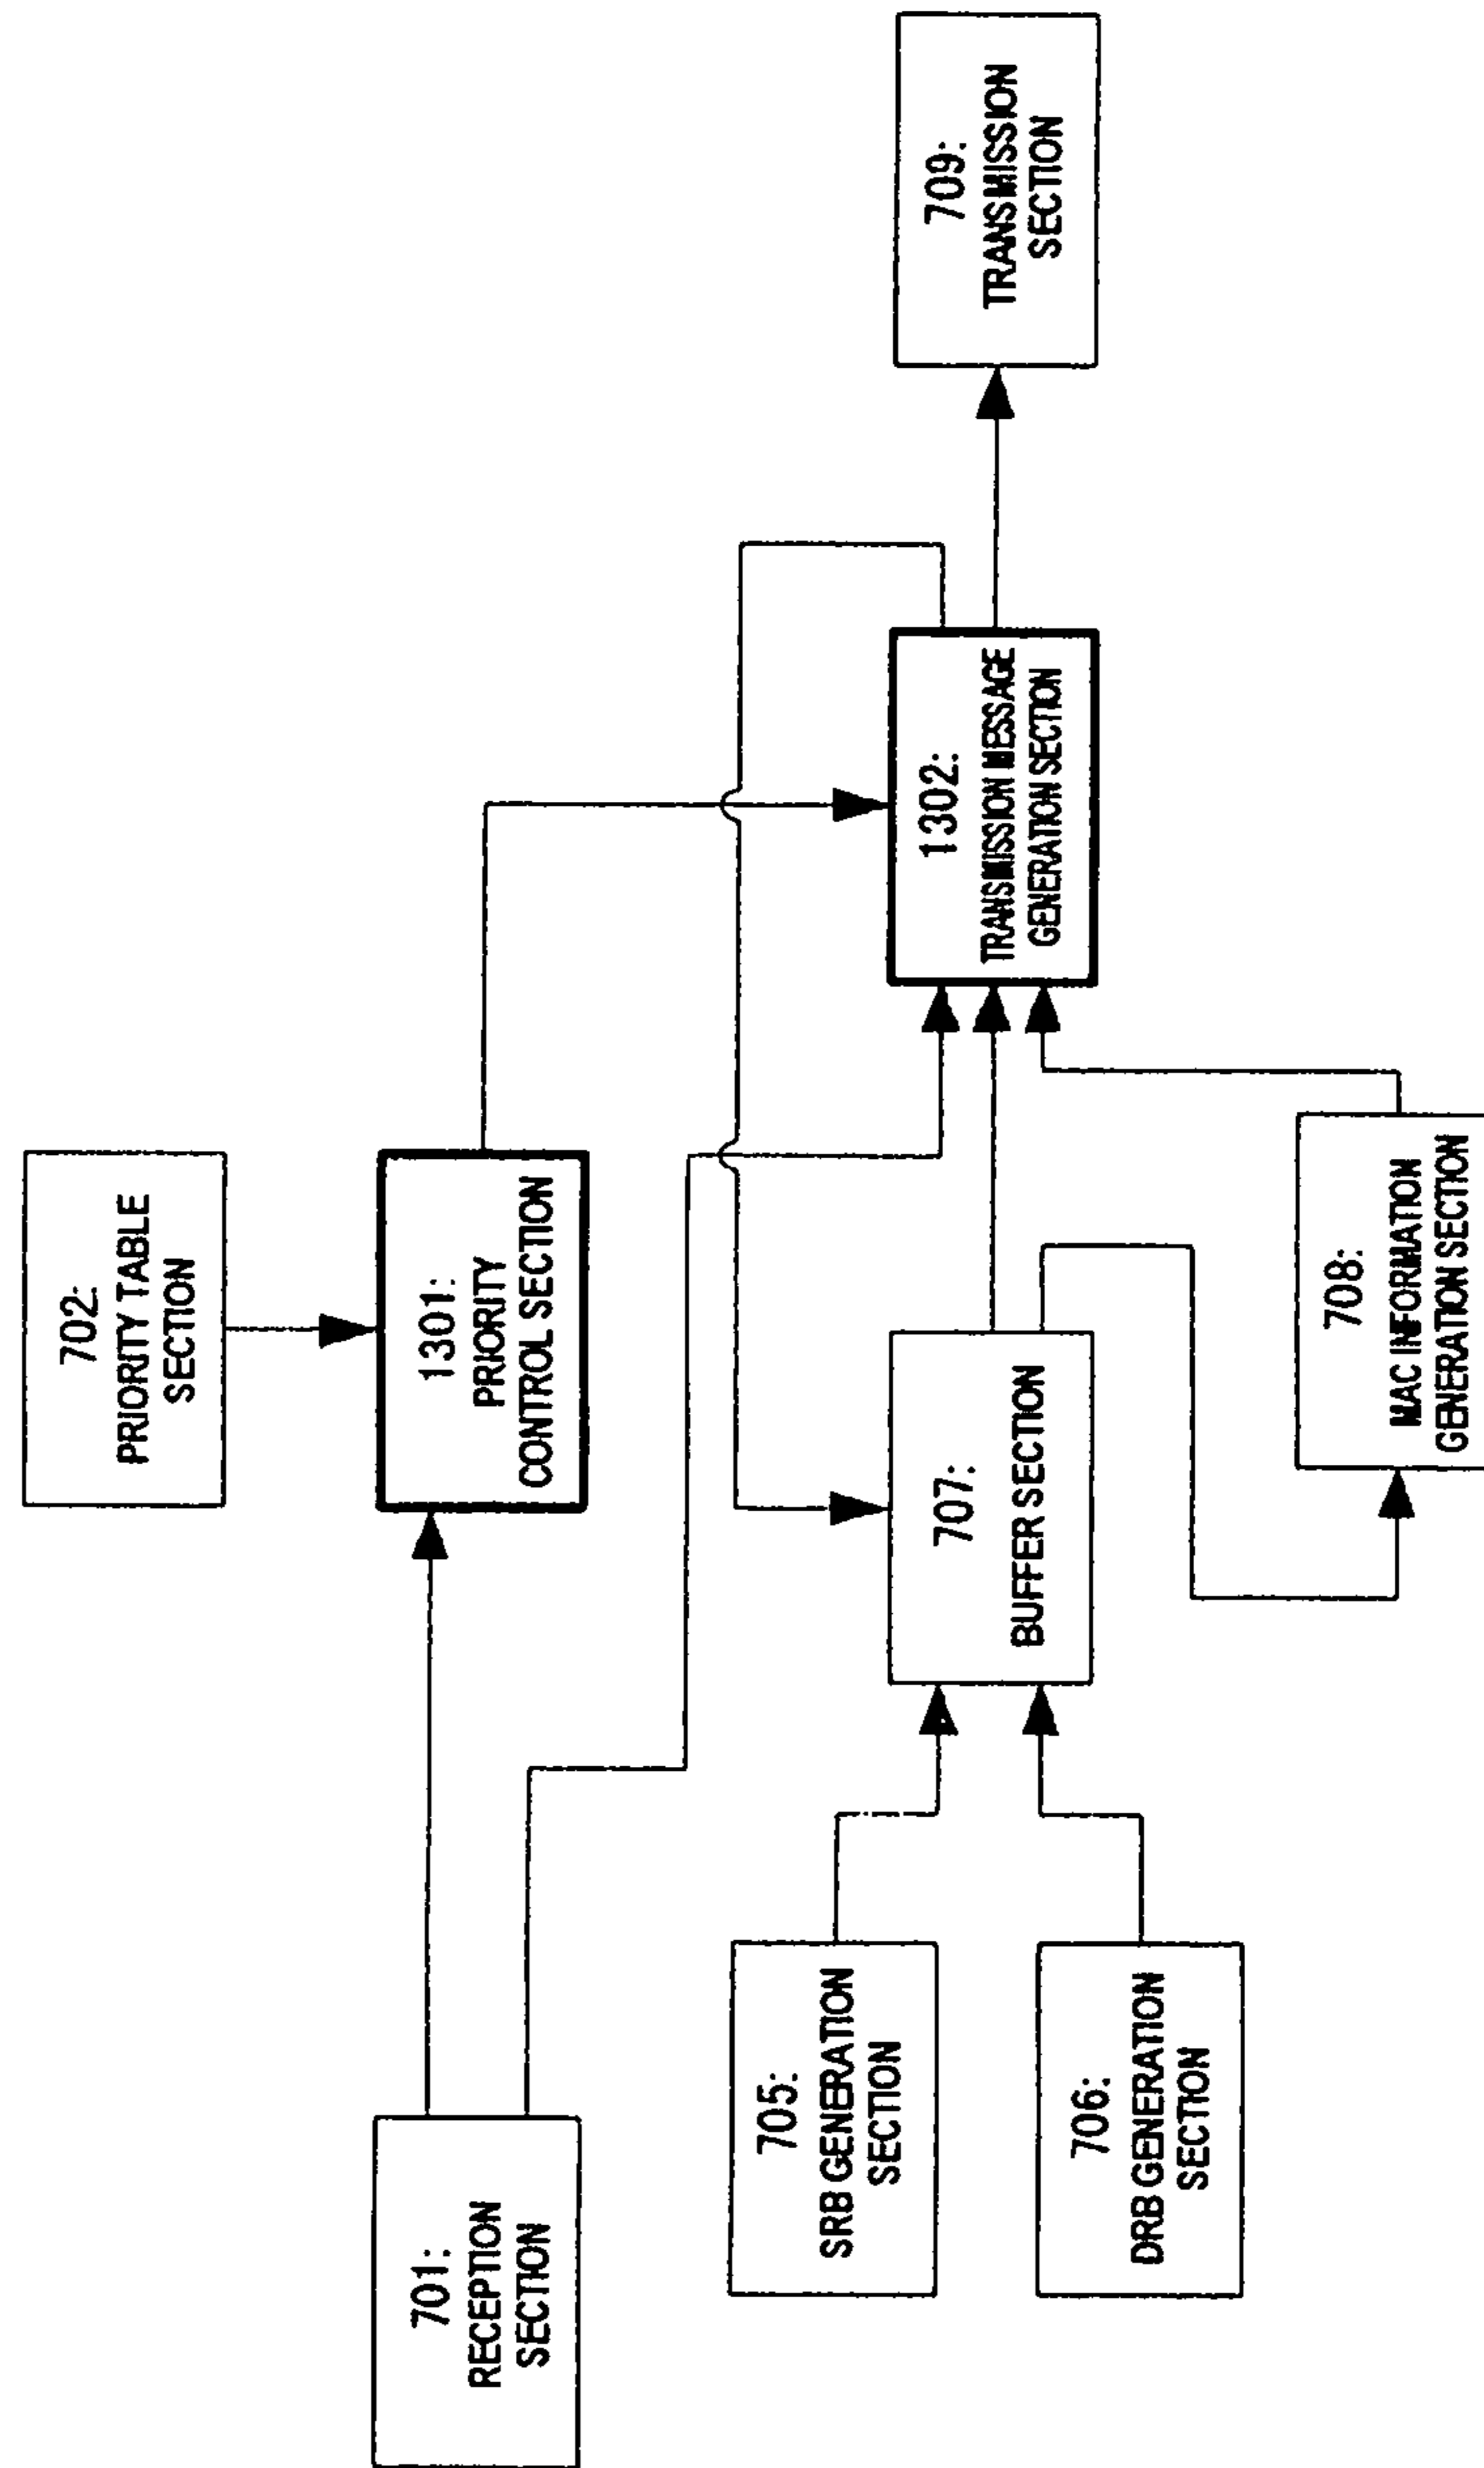 701:
RECEPTION
SECTION
702:
PRIORITY TABLE
SECTION
1301:
PRIORITY
CONTROL SECTION
705:
SRB GENERATION
SECTION
706:
DRB GENERATION
SECTION
707:
BUFFER SECTION
708:
MAC INFORMATION
GENERATION SECTION
1302:
TRANSMISSION MESSAGE
GENERATION SECTION
709:
TRANSMISSION
SECTION